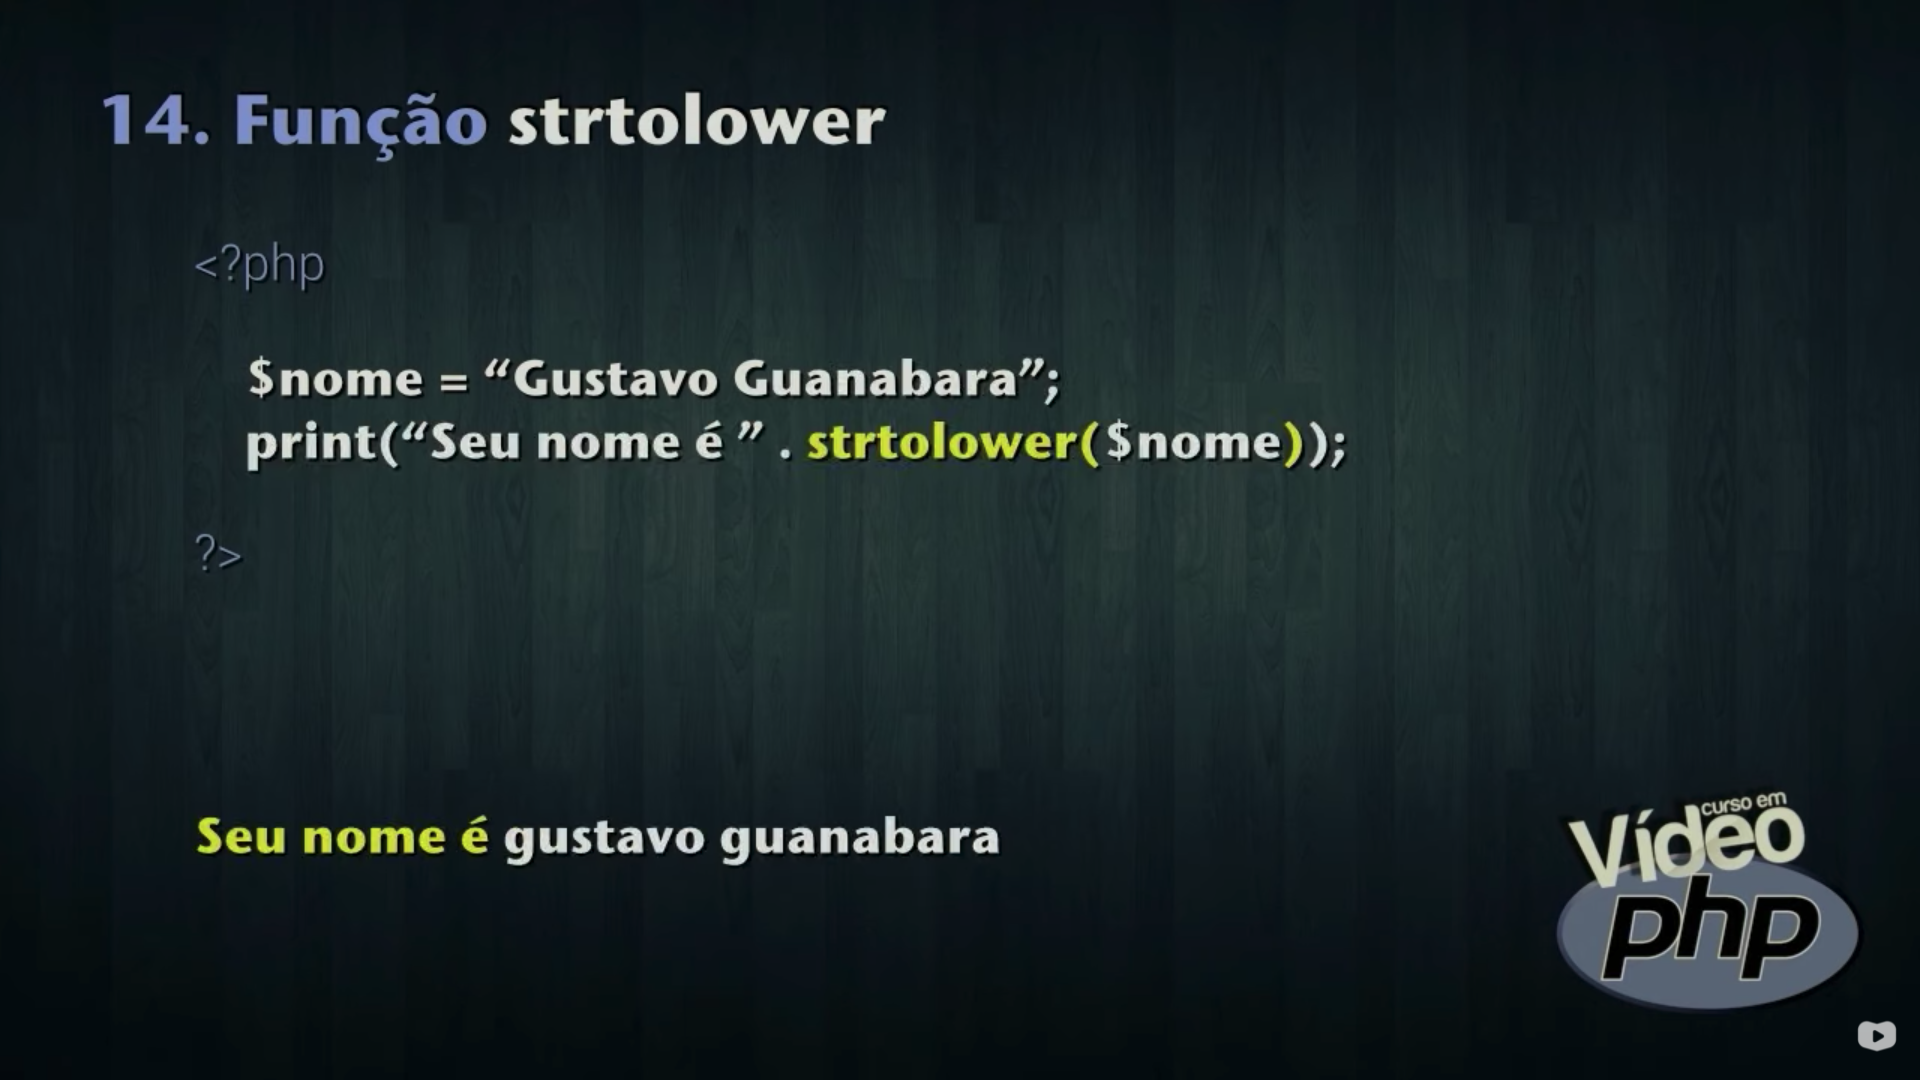 14. Função strtolower
<?php
$nome = “Gustavo Guanabara”;
print(“Seu nome é ” . strtolower($nome));
?>
Seu nome é gustavo guanabara
curso em
Vídeo
php